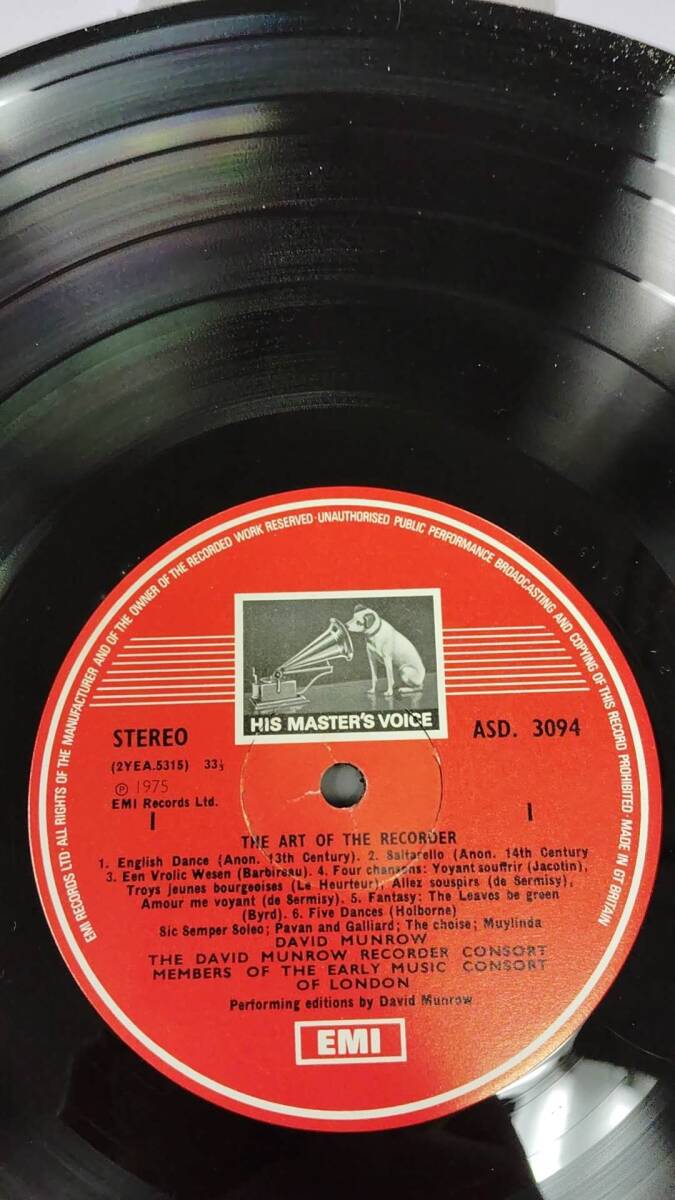 EMI RECORDS LTD·ALL RIGHTS OF THE MANUFACTURER AND OF THE OWNER OF THE RECORDED WORK RESERVED·UNAUTHORISED PUBLIC PERFORMANCE BROADCASTING AND COPYING OF THIS RECORD PROHIBITED·MADE IN GT BRITAIN
HIS MASTER'S VOICE
STEREO
ASD. 3094
(2YEA.5315) 33⅓
℗ 1975
EMI Records Ltd.
1 1
THE ART OF THE RECORDER
1. English Dance (Anon. 13th Century). 2. Saltarello (Anon. 14th Century
3. Een Vrolic Wesen (Barbireau). 4. Four chansons: Voyant souffrir (Jacotin),
Troys jeunes bourgeoises (Le Heurteur), Allez souspirs (de Sermisy),
Amour me voyant (de Sermisy). 5. Fantasy: The Leaves be green
(Byrd). 6. Five Dances (Holborne)
Sic Semper Soleo; Pavan and Galliard; The choise; Muylinda
DAVID MUNROW
THE DAVID MUNROW RECORDER CONSORT
MEMBERS OF THE EARLY MUSIC CONSORT
OF LONDON
Performing editions by David Munrow
EMI